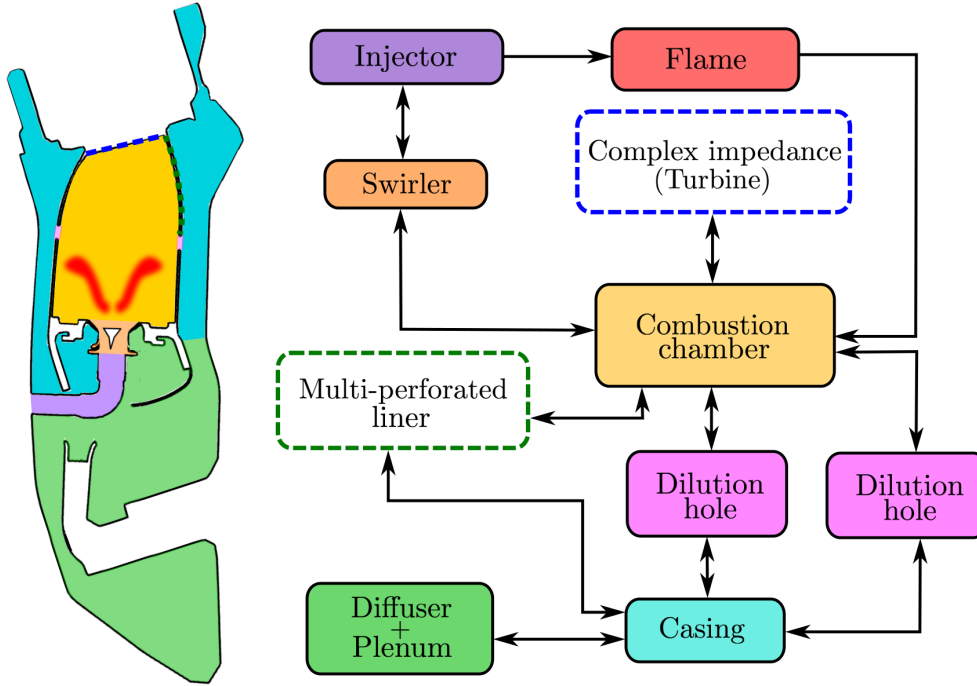 Injector
Flame
Complex impedance
(Turbine)
Swirler
Combustion
chamber
Multi-perforated
liner
Dilution
hole
Dilution
hole
Diffuser
+
Plenum
Casing